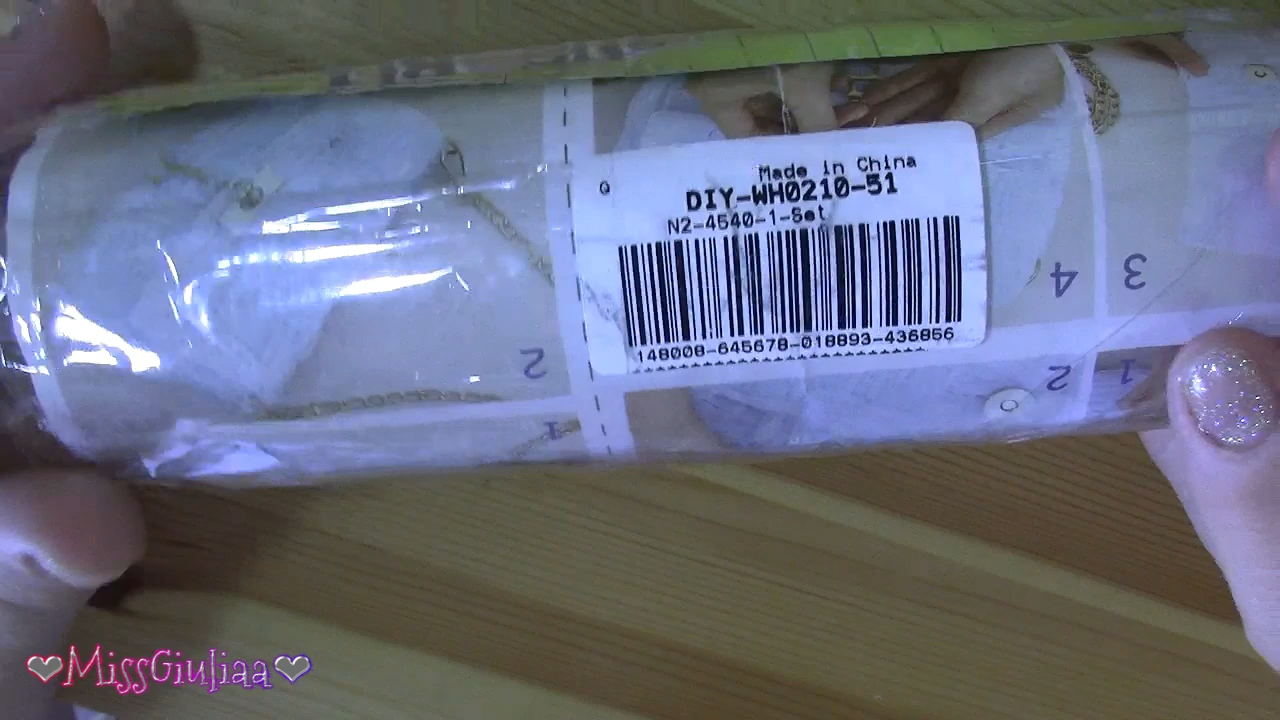 Made in China
DIY-WH0210-51
N2-4540-1-Set
148008-645678-018893-436856
4
3
2
2
1
1
❤MissGiuliaa❤